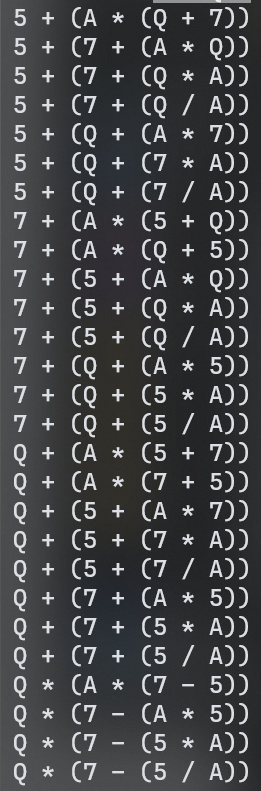 5 + (A * (Q + 7))
5 + (7 + (A * Q))
5 + (7 + (Q * A))
5 + (7 + (Q / A))
5 + (Q + (A * 7))
5 + (Q + (7 * A))
5 + (Q + (7 / A))
7 + (A * (5 + Q))
7 + (A * (Q + 5))
7 + (5 + (A * Q))
7 + (5 + (Q * A))
7 + (5 + (Q / A))
7 + (Q + (A * 5))
7 + (Q + (5 * A))
7 + (Q + (5 / A))
Q + (A * (5 + 7))
Q + (A * (7 + 5))
Q + (5 + (A * 7))
Q + (5 + (7 * A))
Q + (5 + (7 / A))
Q + (7 + (A * 5))
Q + (7 + (5 * A))
Q + (7 + (5 / A))
Q * (A * (7 - 5))
Q * (7 - (A * 5))
Q * (7 - (5 * A))
Q * (7 - (5 / A))